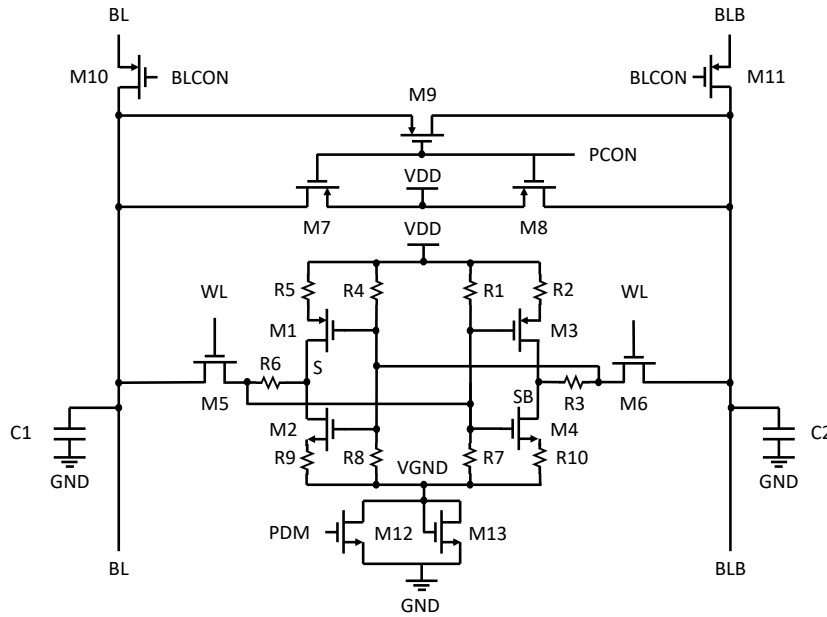 BL BLB
M10 BLCON BLCON M11
M9
PCON
VDD
M7 M8
VDD
R5 R4 R1 R2
WL WL
M1 M3
R6 S
SB R3
M5 M6
C1 M2 M4 C2
R9 R8 R7 R10
GND VGND GND
PDM M12 M13
BL GND BLB